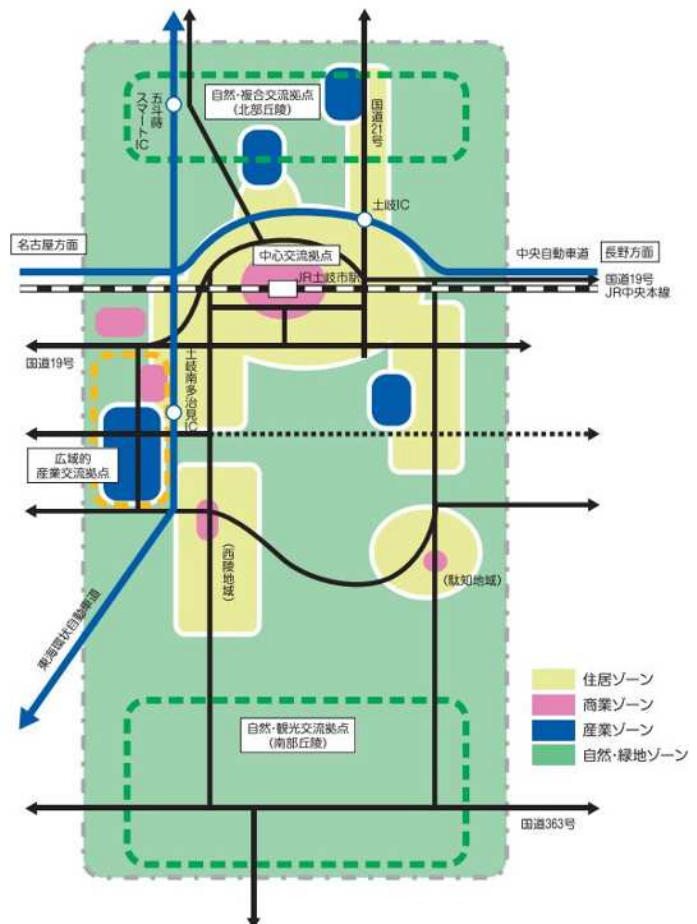 五斗蒔
スマートIC
自然・複合交流拠点
(北部丘陵)
国道21号
土岐IC
名古屋方面
中心交流拠点
中央自動車道
長野方面
JR土岐市駅
国道19号
JR中央本線
国道19号
土岐南多治見IC
広域的
産業交流拠点
(西陵地域)
(駄知地域)
東海環状自動車道
住居ゾーン
商業ゾーン
産業ゾーン
自然・緑地ゾーン
自然・観光交流拠点
(南部丘陵)
国道363号